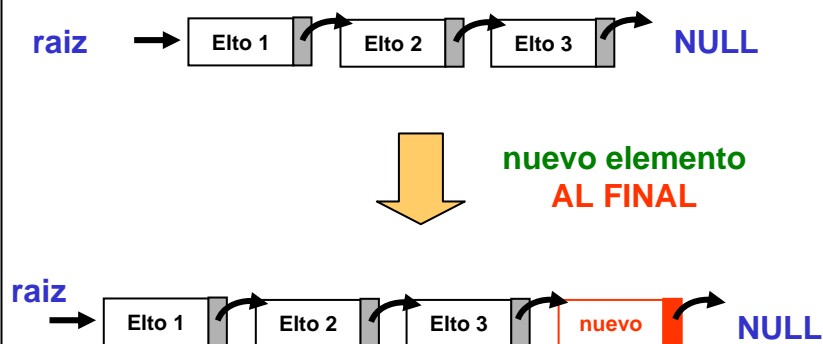 raiz Elto 1 Elto 2 Elto 3 NULL
nuevo elemento
AL FINAL
raiz
Elto 1 Elto 2 Elto 3 nuevo NULL